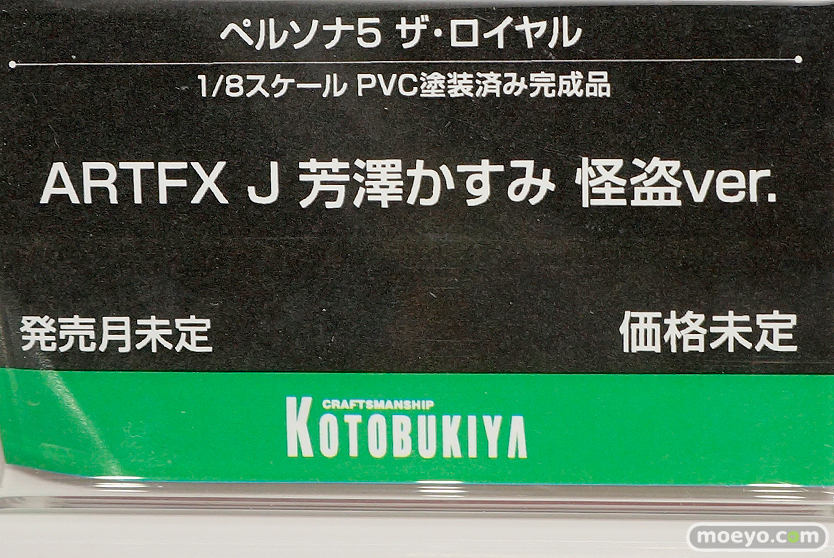 ペルソナ5 ザ・ロイヤル
1/8スケール PVC塗装済み完成品
ARTFX J 芳澤かすみ 怪盗ver.
発売月未定
価格未定
CRAFTSMANSHIP
KOTOBUKIYA
moeyo.com